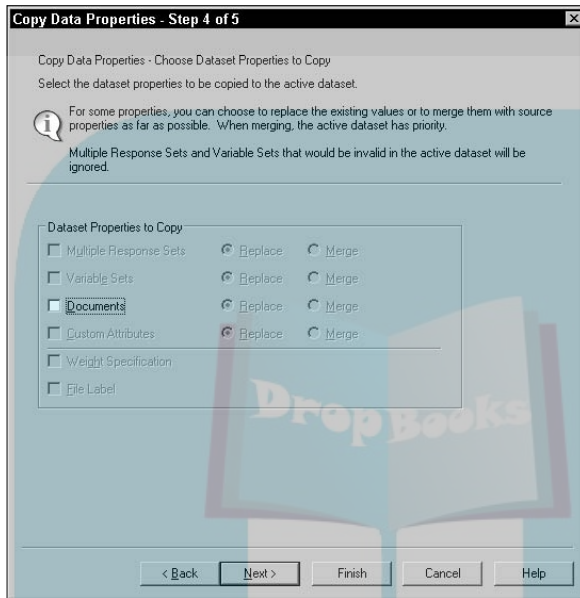 Copy Data Properties - Step 4 of 5
Copy Data Properties - Choose Dataset Properties to Copy
Select the dataset properties to be copied to the active dataset.
For some properties, you can choose to replace the existing values or to merge them with source
properties as far as possible. When merging, the active dataset has priority.
Multiple Response Sets and Variable Sets that would be invalid in the active dataset will be
ignored.
Dataset Properties to Copy
Multiple Response Sets Replace Merge
Variable Sets Replace Merge
Documents Replace Merge
Custom Attributes Replace Merge
Weight Specification
File Label
DropBooks
< Back Next > Finish Cancel Help